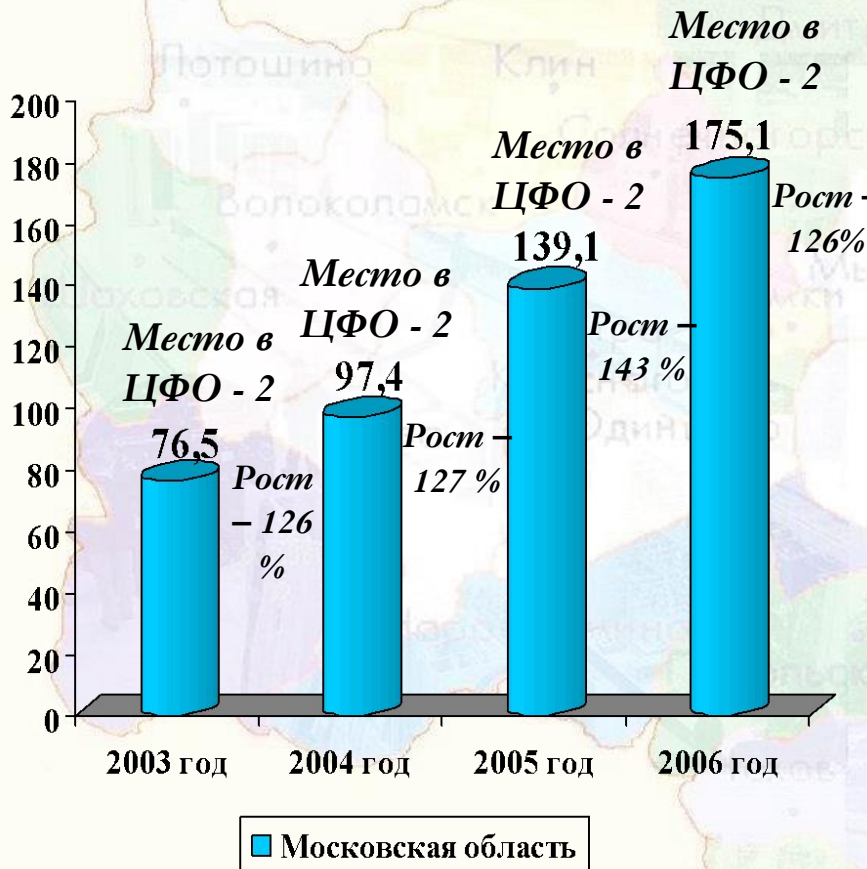 Место в
ЦФО - 2
175,1
Рост -
126%
Место в
ЦФО - 2
139,1
Рост –
143 %
Место в
ЦФО - 2
97,4
Рост –
127 %
Место в
ЦФО - 2
76,5
Рост
– 126
%
200
180
160
140
120
100
80
60
40
20
0
2003 год
2004 год
2005 год
2006 год
Московская область
Лотошино
Клин